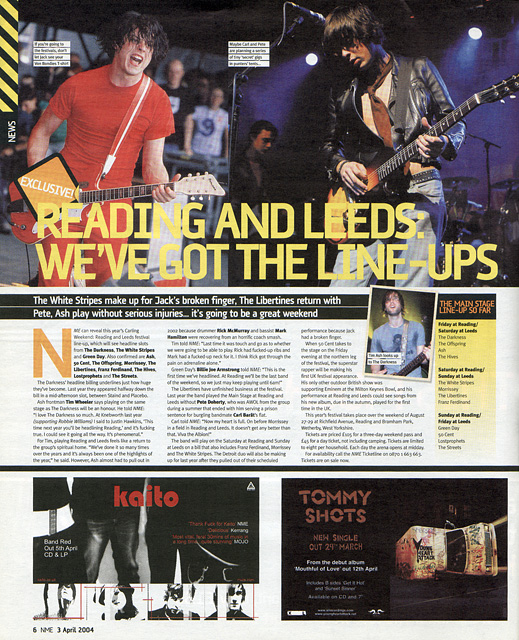 NEWS
If you're going to
the festivals, don't
let Jack see your
Von Bondies T-shirt
Maybe Carl and Pete
are planning a series
of tiny 'secret' gigs
in punters' tents...
EXCLUSIVE!
READING AND LEEDS:
WE'VE GOT THE LINE-UPS
The White Stripes make up for Jack's broken finger, The Libertines return with
Pete, Ash play without serious injuries... it's going to be a great weekend
NME can reveal this year's Carling
Weekend: Reading and Leeds Festival
line-up, which will see headline slots
from The Darkness, The White Stripes
and Green Day. Also confirmed are Ash,
50 Cent, The Offspring, Morrissey, The
Libertines, Franz Ferdinand, The Hives,
Lostprophets and The Streets.
The Darkness' headline billing underlines just how huge
they've become. Last year they appeared halfway down the
bill in a mid-afternoon slot, between Staind and Placebo.
Ash frontman Tim Wheeler says playing on the same
stage as The Darkness will be an honour. He told NME:
"I love The Darkness so much. At Knebworth last year
(supporting Robbie Williams) I said to Justin Hawkins, 'This
time next year you'll be headlining Reading,' and it's fucking
true. I could see it going all the way. It's phenomenal."
For Tim, playing Reading and Leeds feels like a return to
the group's spiritual home. "We've done it so many times
over the years and it's always been one of the highlights of
the year," he said. However, Ash almost had to pull out in
2002 because drummer Rick McMurray and bassist Mark
Hamilton were recovering from an horrific coach smash.
Tim told NME: "Last time it was touch and go as to whether
we were going to be able to play. Rick had fucked up ribs and
Mark had a fucked-up neck for it. I think Rick got through the
pain on adrenaline alone."
Green Day's Billie Joe Armstrong told NME: "This is the
first time we've headlined. At Reading we'll be the last band
of the weekend, so we just may keep playing until 4am!"
The Libertines have unfinished business at the festival.
Last year the band played the Main Stage at Reading and
Leeds without Pete Doherty, who was AWOL from the group
during a summer that ended with him serving a prison
sentence for burgling bandmate Carl Barât's flat.
Carl told NME: "Now my heart is full. On before Morrissey
in a field in Reading and Leeds. It doesn't get any better than
that. Viva the Albion!"
The band will play on the Saturday at Reading and Sunday
at Leeds on a bill that also includes Franz Ferdinand, Morrissey
and The White Stripes. The Detroit duo will also be making
up for last year after they pulled out of their scheduled
performance because Jack
had a broken finger.
When 50 Cent takes to
the stage on the Friday
evening at the northern leg
of the festival, the superstar
rapper will be making his
first UK festival appearance.
His only other outdoor British show was
supporting Eminem at the Milton Keynes Bowl, and his
performance at Reading and Leeds could see songs from
his new album, due in the autumn, played for the first
time in the UK.
This year's festival takes place over the weekend of August
27-29 at Richfield Avenue, Reading and Bramham Park,
Wetherby, West Yorkshire.
Tickets are priced £105 for a three-day weekend pass and
£45 for a day ticket, not including camping. Tickets are limited
to eight per household. Each day the arena opens at midday.
For availability call the NME Ticketline on 0870 1 663 663.
Tickets are on sale now.
Tim Ash looks up
to The Darkness
THE MAIN STAGE
LINE-UP SO FAR
Friday at Reading/
Saturday at Leeds
The Darkness
The Offspring
Ash
The Hives
Saturday at Reading/
Sunday at Leeds
The White Stripes
Morrissey
The Libertines
Franz Ferdinand
Sunday at Reading/
Friday at Leeds
Green Day
50 Cent
Lostprophets
The Streets
kaito
Band Red
Out 5th April
CD & LP
"Thank Fuck for Kaito" NME
"Delicious" Kerrang
MOJO
TOMMY
SHOTS
NEW SINGLE
OUT 29TH MARCH
From the debut album
'Mouthful of Love' out 12th April
Includes B sides 'Get It Hot'
and 'Sunset Shiner'
Available on CD and 7"
YOUNG
HEART
ATTACK
6 NME 3 April 2004